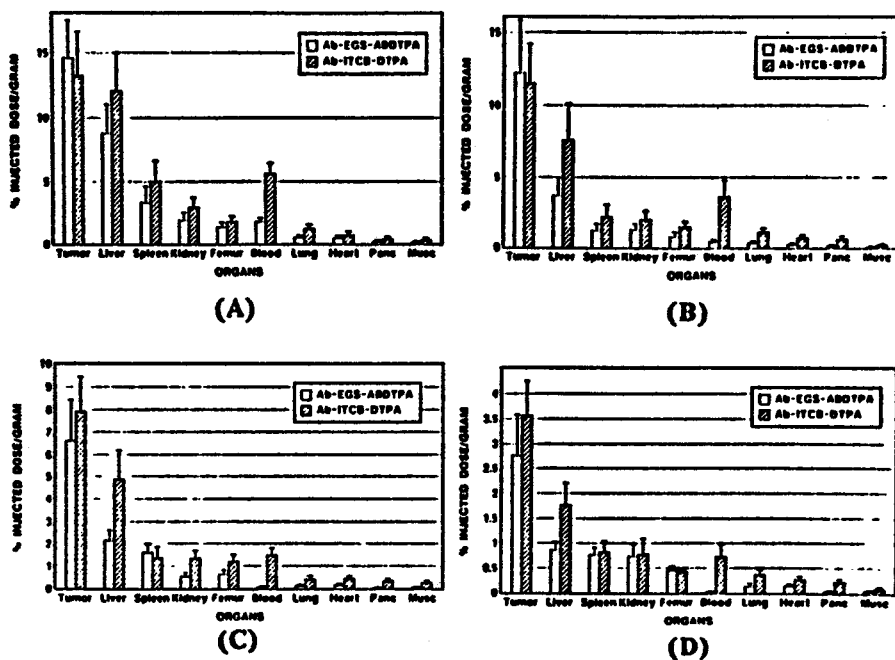 % INJECTED DOSE/GRAM
15
10
5
0
Ab-EGS-ABDTPA
Ab-ITCB-DTPA
Tumor Liver Spleen Kidney Femur Blood Lung Heart Panc Musc
ORGANS
(A)
% INJECTED DOSE/GRAM
15
10
5
0
Ab-EGS-ABDTPA
Ab-ITCB-DTPA
Tumor Liver Spleen Kidney Femur Blood Lung Heart Panc Musc
ORGANS
(B)
% INJECTED DOSE/GRAM
10
9
8
7
6
5
4
3
2
1
0
Ab-EGS-ABDTPA
Ab-ITCB-DTPA
Tumor Liver Spleen Kidney Femur Blood Lung Heart Panc Musc
ORGANS
(C)
% INJECTED DOSE/GRAM
4
3.5
3
2.5
2
1.5
1
0.5
0
Ab-EGS-ABDTPA
Ab-ITCB-DTPA
Tumor Liver Spleen Kidney Femur Blood Lung Heart Panc Musc
ORGANS
(D)